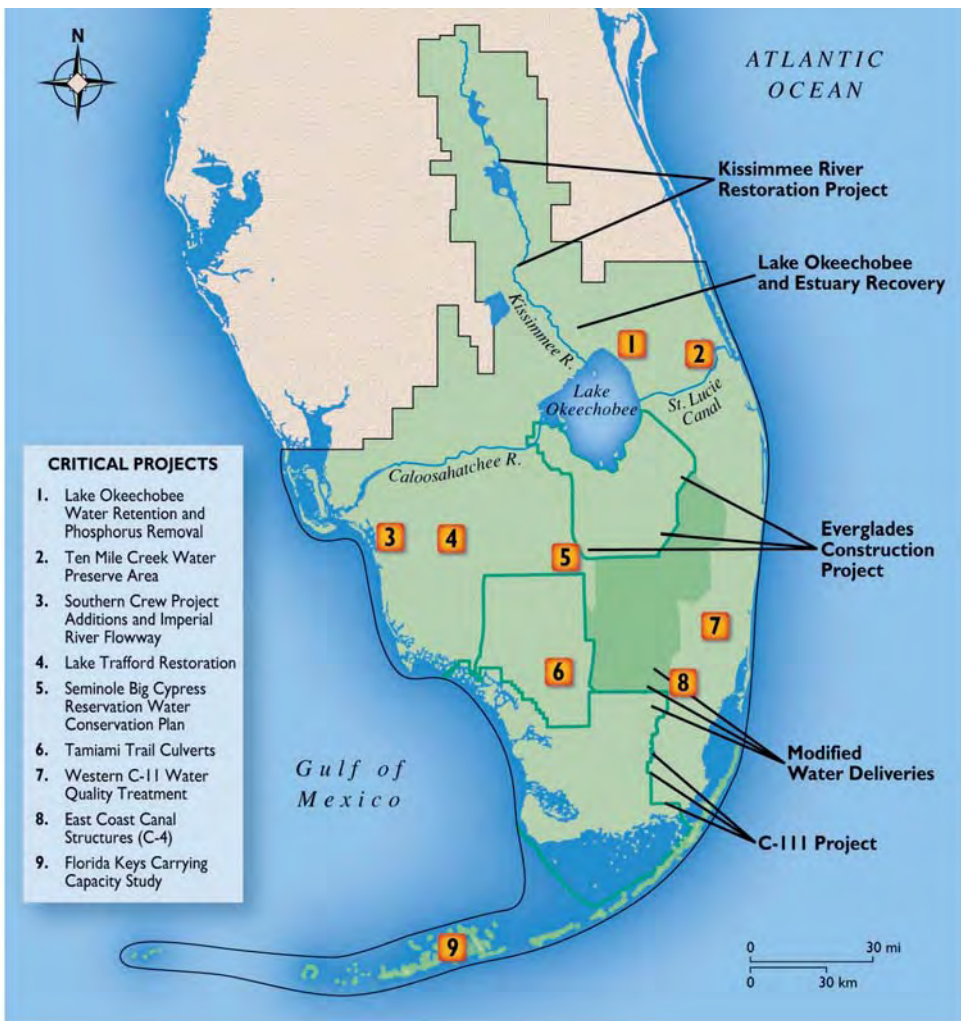 N
ATLANTIC
OCEAN
Kissimmee River
Restoration Project
Lake Okeechobee
and Estuary Recovery
Kissimmee R.
1
2
Lake
Okeechobee
St. Lucie
Canal
Caloosahatchee R.
3
4
5
Everglades
Construction
Project
6
7
8
Modified
Water Deliveries
C-111 Project
Gulf of
Mexico
9
0 30 mi
0 30 km
CRITICAL PROJECTS
1. Lake Okeechobee
Water Retention and
Phosphorus Removal
2. Ten Mile Creek Water
Preserve Area
3. Southern Crew Project
Additions and Imperial
River Flowway
4. Lake Trafford Restoration
5. Seminole Big Cypress
Reservation Water
Conservation Plan
6. Tamiami Trail Culverts
7. Western C-11 Water
Quality Treatment
8. East Coast Canal
Structures (C-4)
9. Florida Keys Carrying
Capacity Study